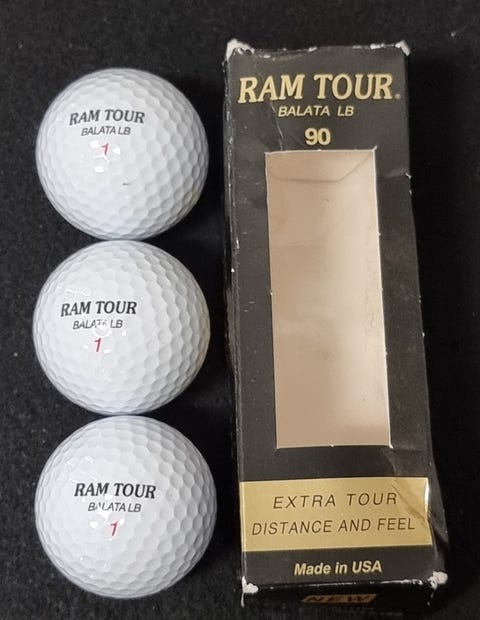 RAM TOUR
BALATA LB
1
RAM TOUR
BALATA LB
1
RAM TOUR
BALATA LB
1
RAM TOUR®
BALATA LB
90
EXTRA TOUR
DISTANCE AND FEEL
Made in USA
NEW